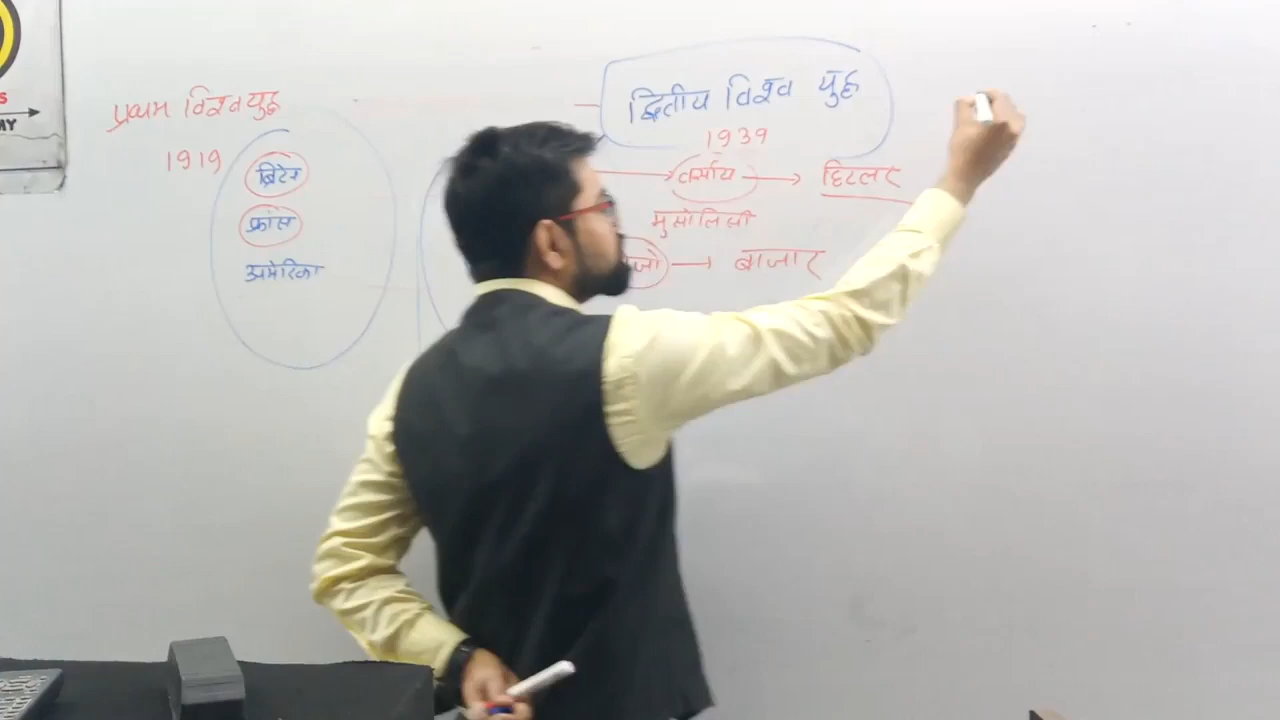 प्रथम विश्वयुद्ध
1919
ब्रिटेन
फ्रांस
अमेरिका
द्वितीय विश्व युद्ध
1939
वर्साय → हिटलर
मुसोलिनी
→ बाजार